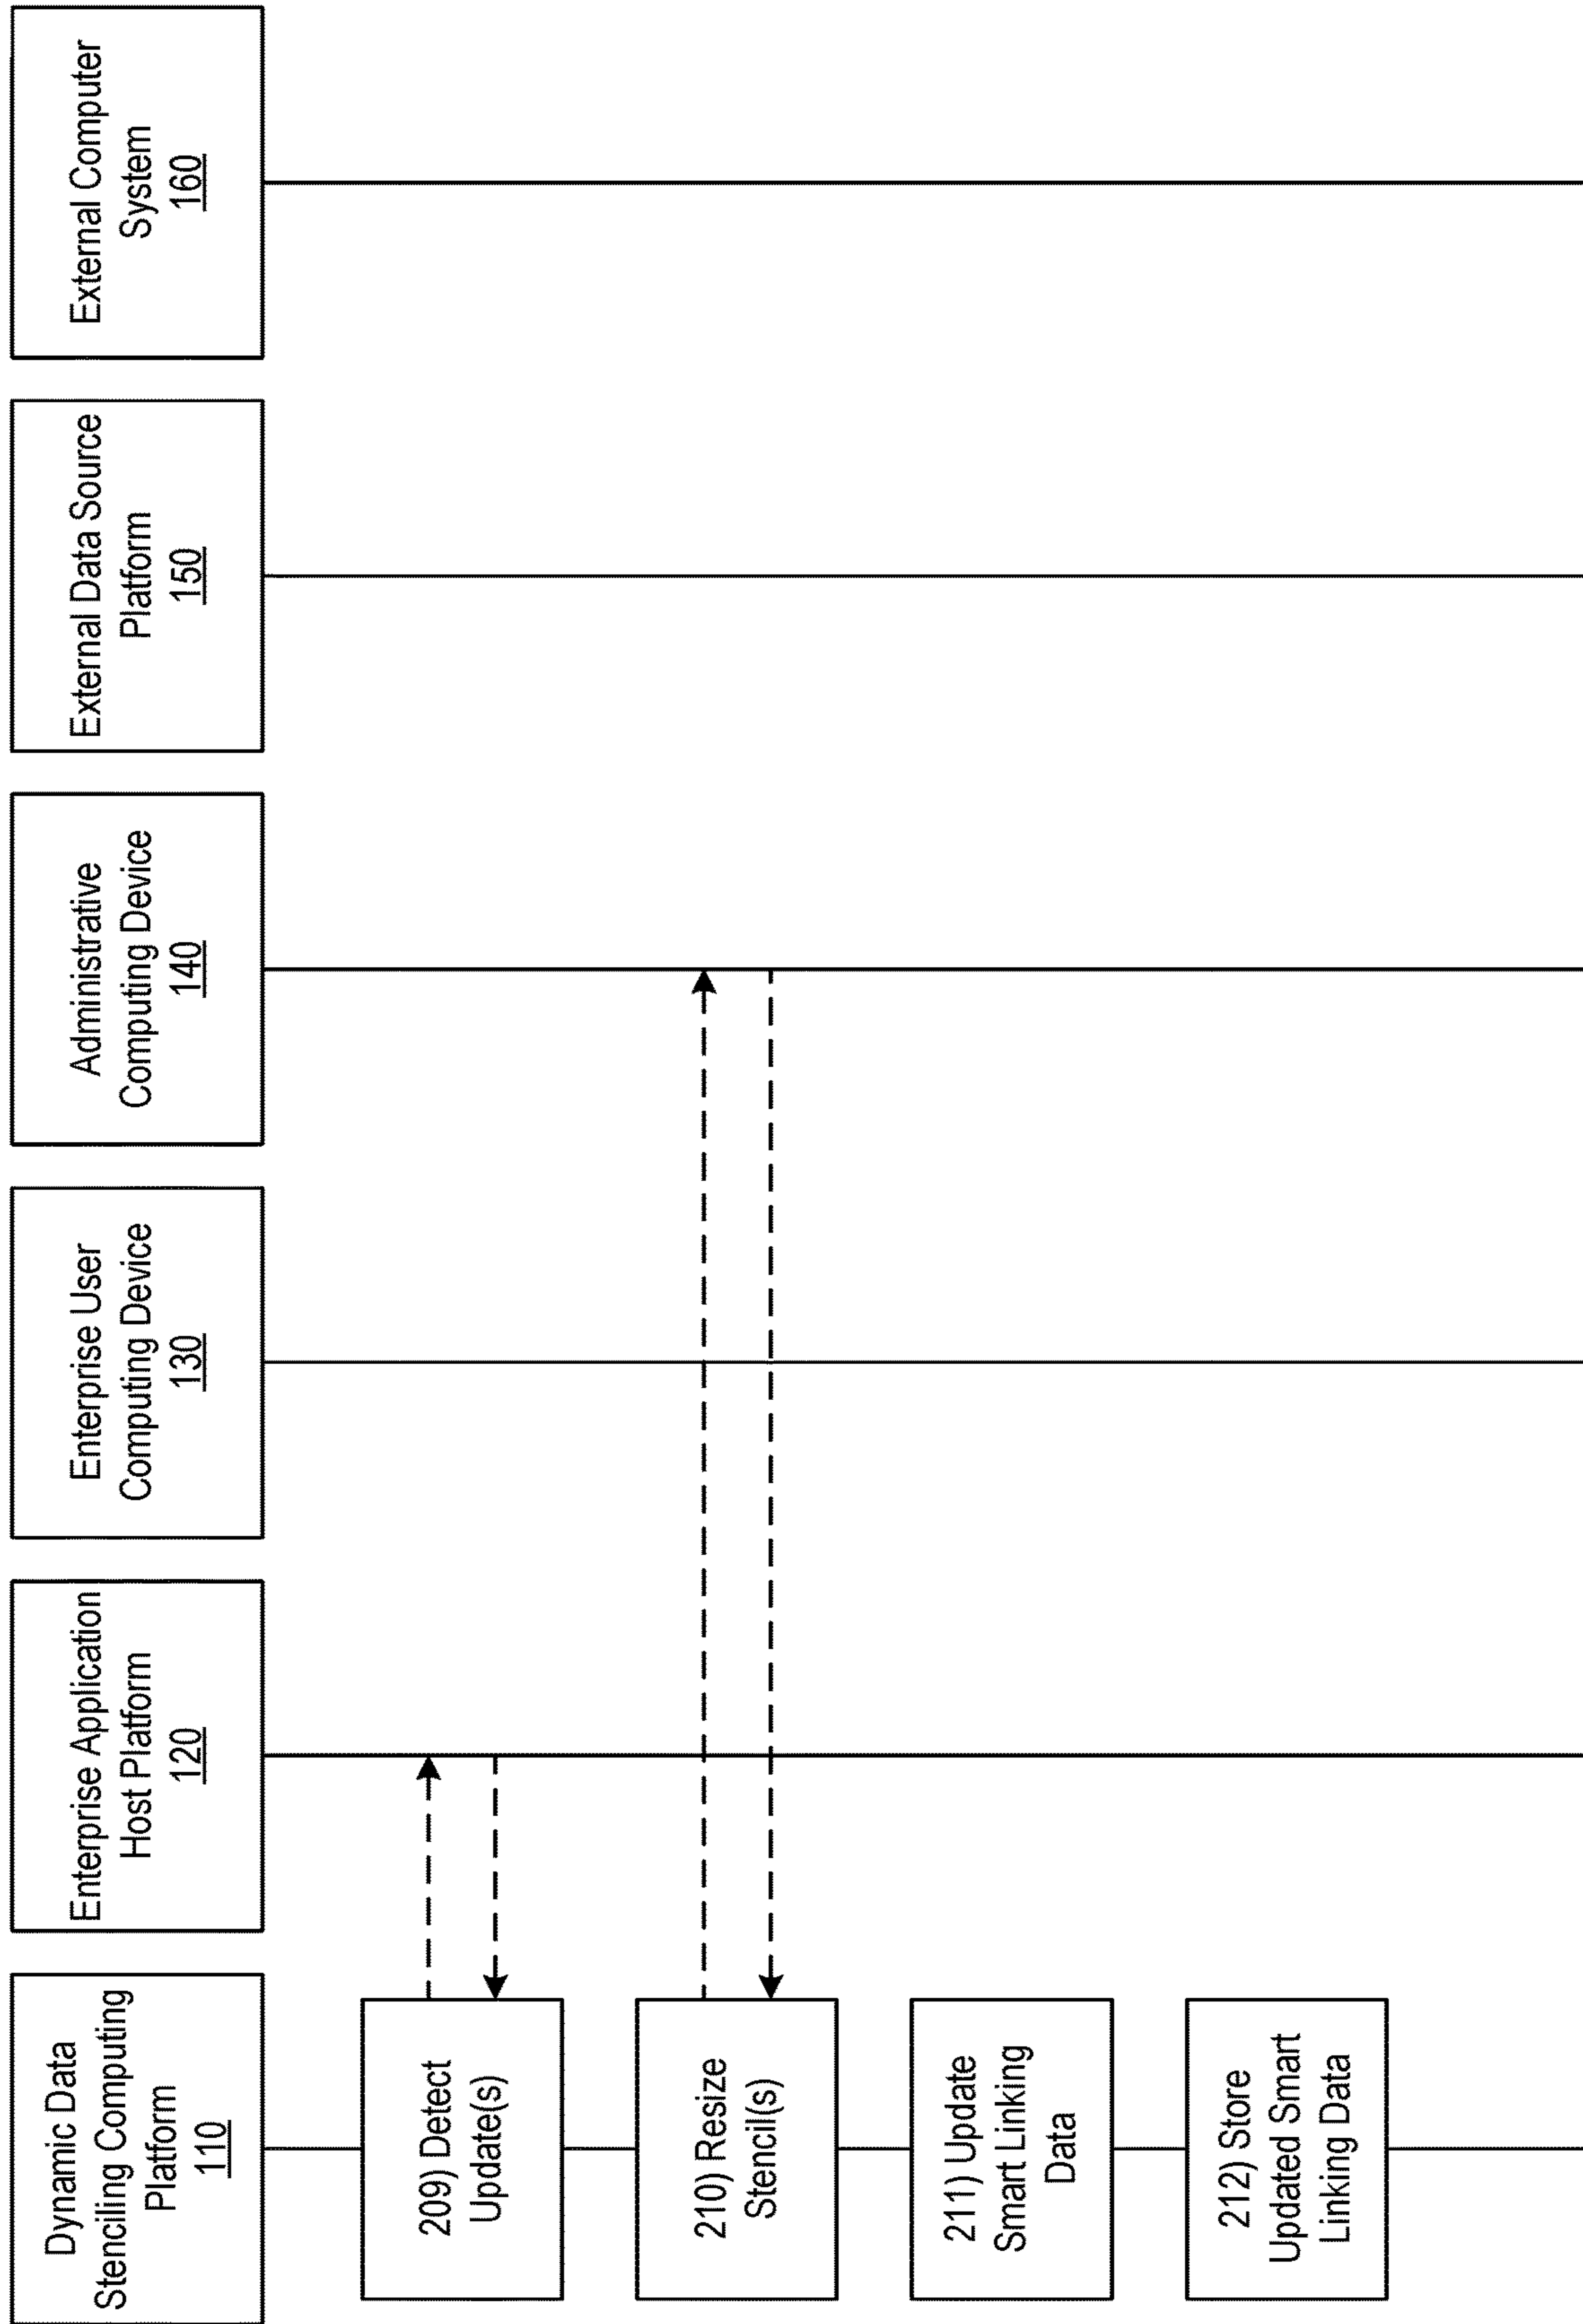 Dynamic Data
Stenciling Computing
Platform
110
Enterprise Application
Host Platform
120
Enterprise User
Computing Device
130
Administrative
Computing Device
140
External Data Source
Platform
150
External Computer
System
160
209) Detect
Update(s)
210) Resize
Stencil(s)
211) Update
Smart Linking
Data
212) Store
Updated Smart
Linking Data